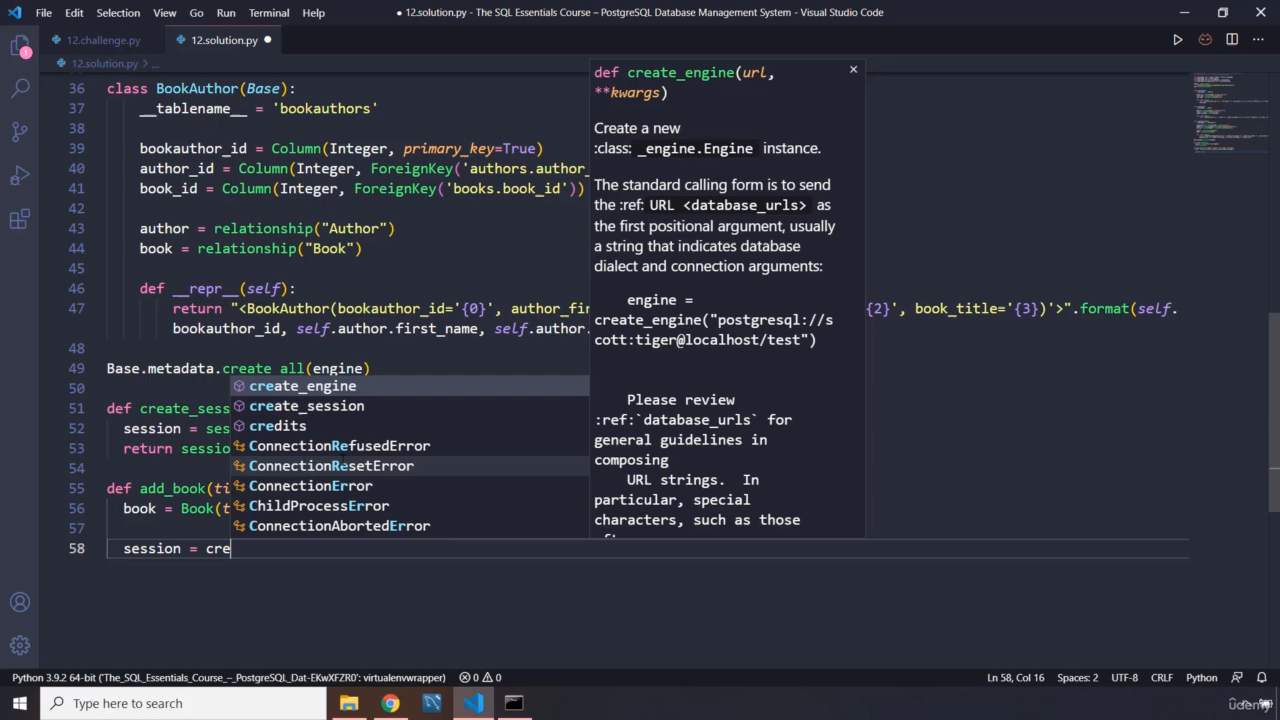 File Edit Selection View Go Run Terminal Help ● 12.solution.py - The SQL Essentials Course – PostgreSQL Database Management System - Visual Studio Code
12.challenge.py 12.solution.py ●
12.solution.py > ...
36 class BookAuthor(Base):
37 __tablename__ = 'bookauthors'
38
39 bookauthor_id = Column(Integer, primary_key=True)
40 author_id = Column(Integer, ForeignKey('authors.author_
41 book_id = Column(Integer, ForeignKey('books.book_id'))
42
43 author = relationship("Author")
44 book = relationship("Book")
45
46 def __repr__(self):
47 return "<BookAuthor(bookauthor_id='{0}', author_fir {2}', book_title='{3}')>".format(self.
bookauthor_id, self.author.first_name, self.author.
48
49 Base.metadata.create_all(engine)
50
51 def create_sess
52 session = ses
53 return sessio
54
55 def add_book(ti
56 book = Book(t
57
58 session = cre
create_engine
create_session
credits
ConnectionRefusedError
ConnectionResetError
ConnectionError
ChildProcessError
ConnectionAbortedError
def create_engine(url,
**kwargs)
Create a new
:class: _engine.Engine instance.
The standard calling form is to send
the :ref: URL <database_urls> as
the first positional argument, usually
a string that indicates database
dialect and connection arguments:
engine =
create_engine("postgresql://s
cott:tiger@localhost/test")
Please review
:ref:`database_urls` for
general guidelines in
composing
URL strings. In
particular, special
characters, such as those
Python 3.9.2 64-bit ('The_SQL_Essentials_Course_–_PostgreSQL_Dat-EKwXFZR0': virtualenvwrapper) 0 0 Ln 58, Col 16 Spaces: 2 UTF-8 CRLF Python
Type here to search
udemy